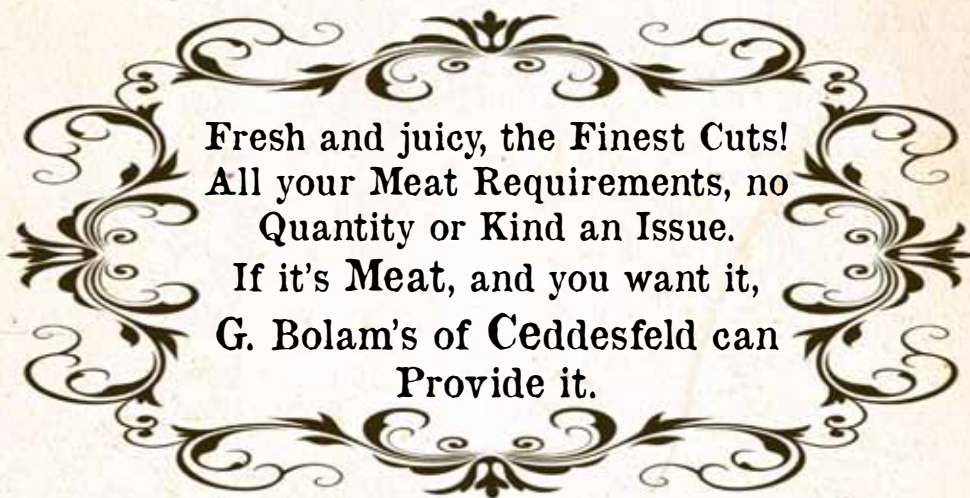 Fresh and juicy, the Finest Cuts!
All your Meat Requirements, no
Quantity or Kind an Issue.
If it's Meat, and you want it,
G. Bolam's of Ceddesfeld can
Provide it.